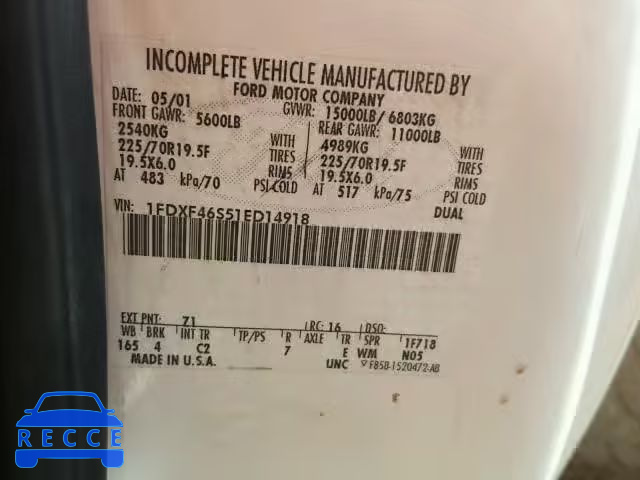 INCOMPLETE VEHICLE MANUFACTURED BY
FORD MOTOR COMPANY
DATE: 05/01 GVWR: 15000LB/ 6803KG
FRONT GAWR: 5600LB REAR GAWR: 11000LB
2540KG WITH 4989KG WITH
225/70R19.5F TIRES 225/70R19.5F TIRES
19.5X6.0 RIMS 19.5X6.0 RIMS
AT 483 kPa/70 PSI COLD AT 517 kPa/75 PSI COLD
DUAL
VIN: 1FDXF46S51ED14918
EXT PNT: 71 RC: 16 DSO:
WB BRK INT TR TP/PS R AXLE TR SPR 1F718
165 4 C2 7 E WM N05
MADE IN U.S.A. UNC F85B-1520472-AB
RECCE